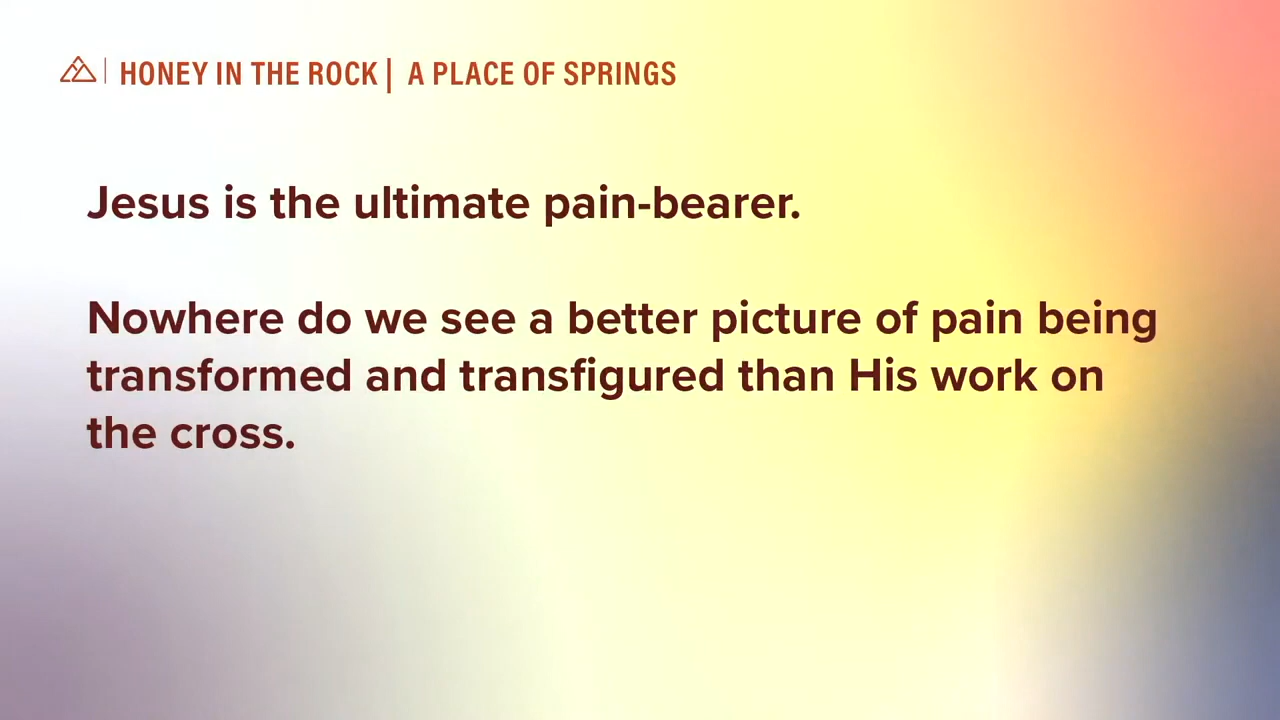 HONEY IN THE ROCK | A PLACE OF SPRINGS
Jesus is the ultimate pain-bearer.
Nowhere do we see a better picture of pain being
transformed and transfigured than His work on
the cross.